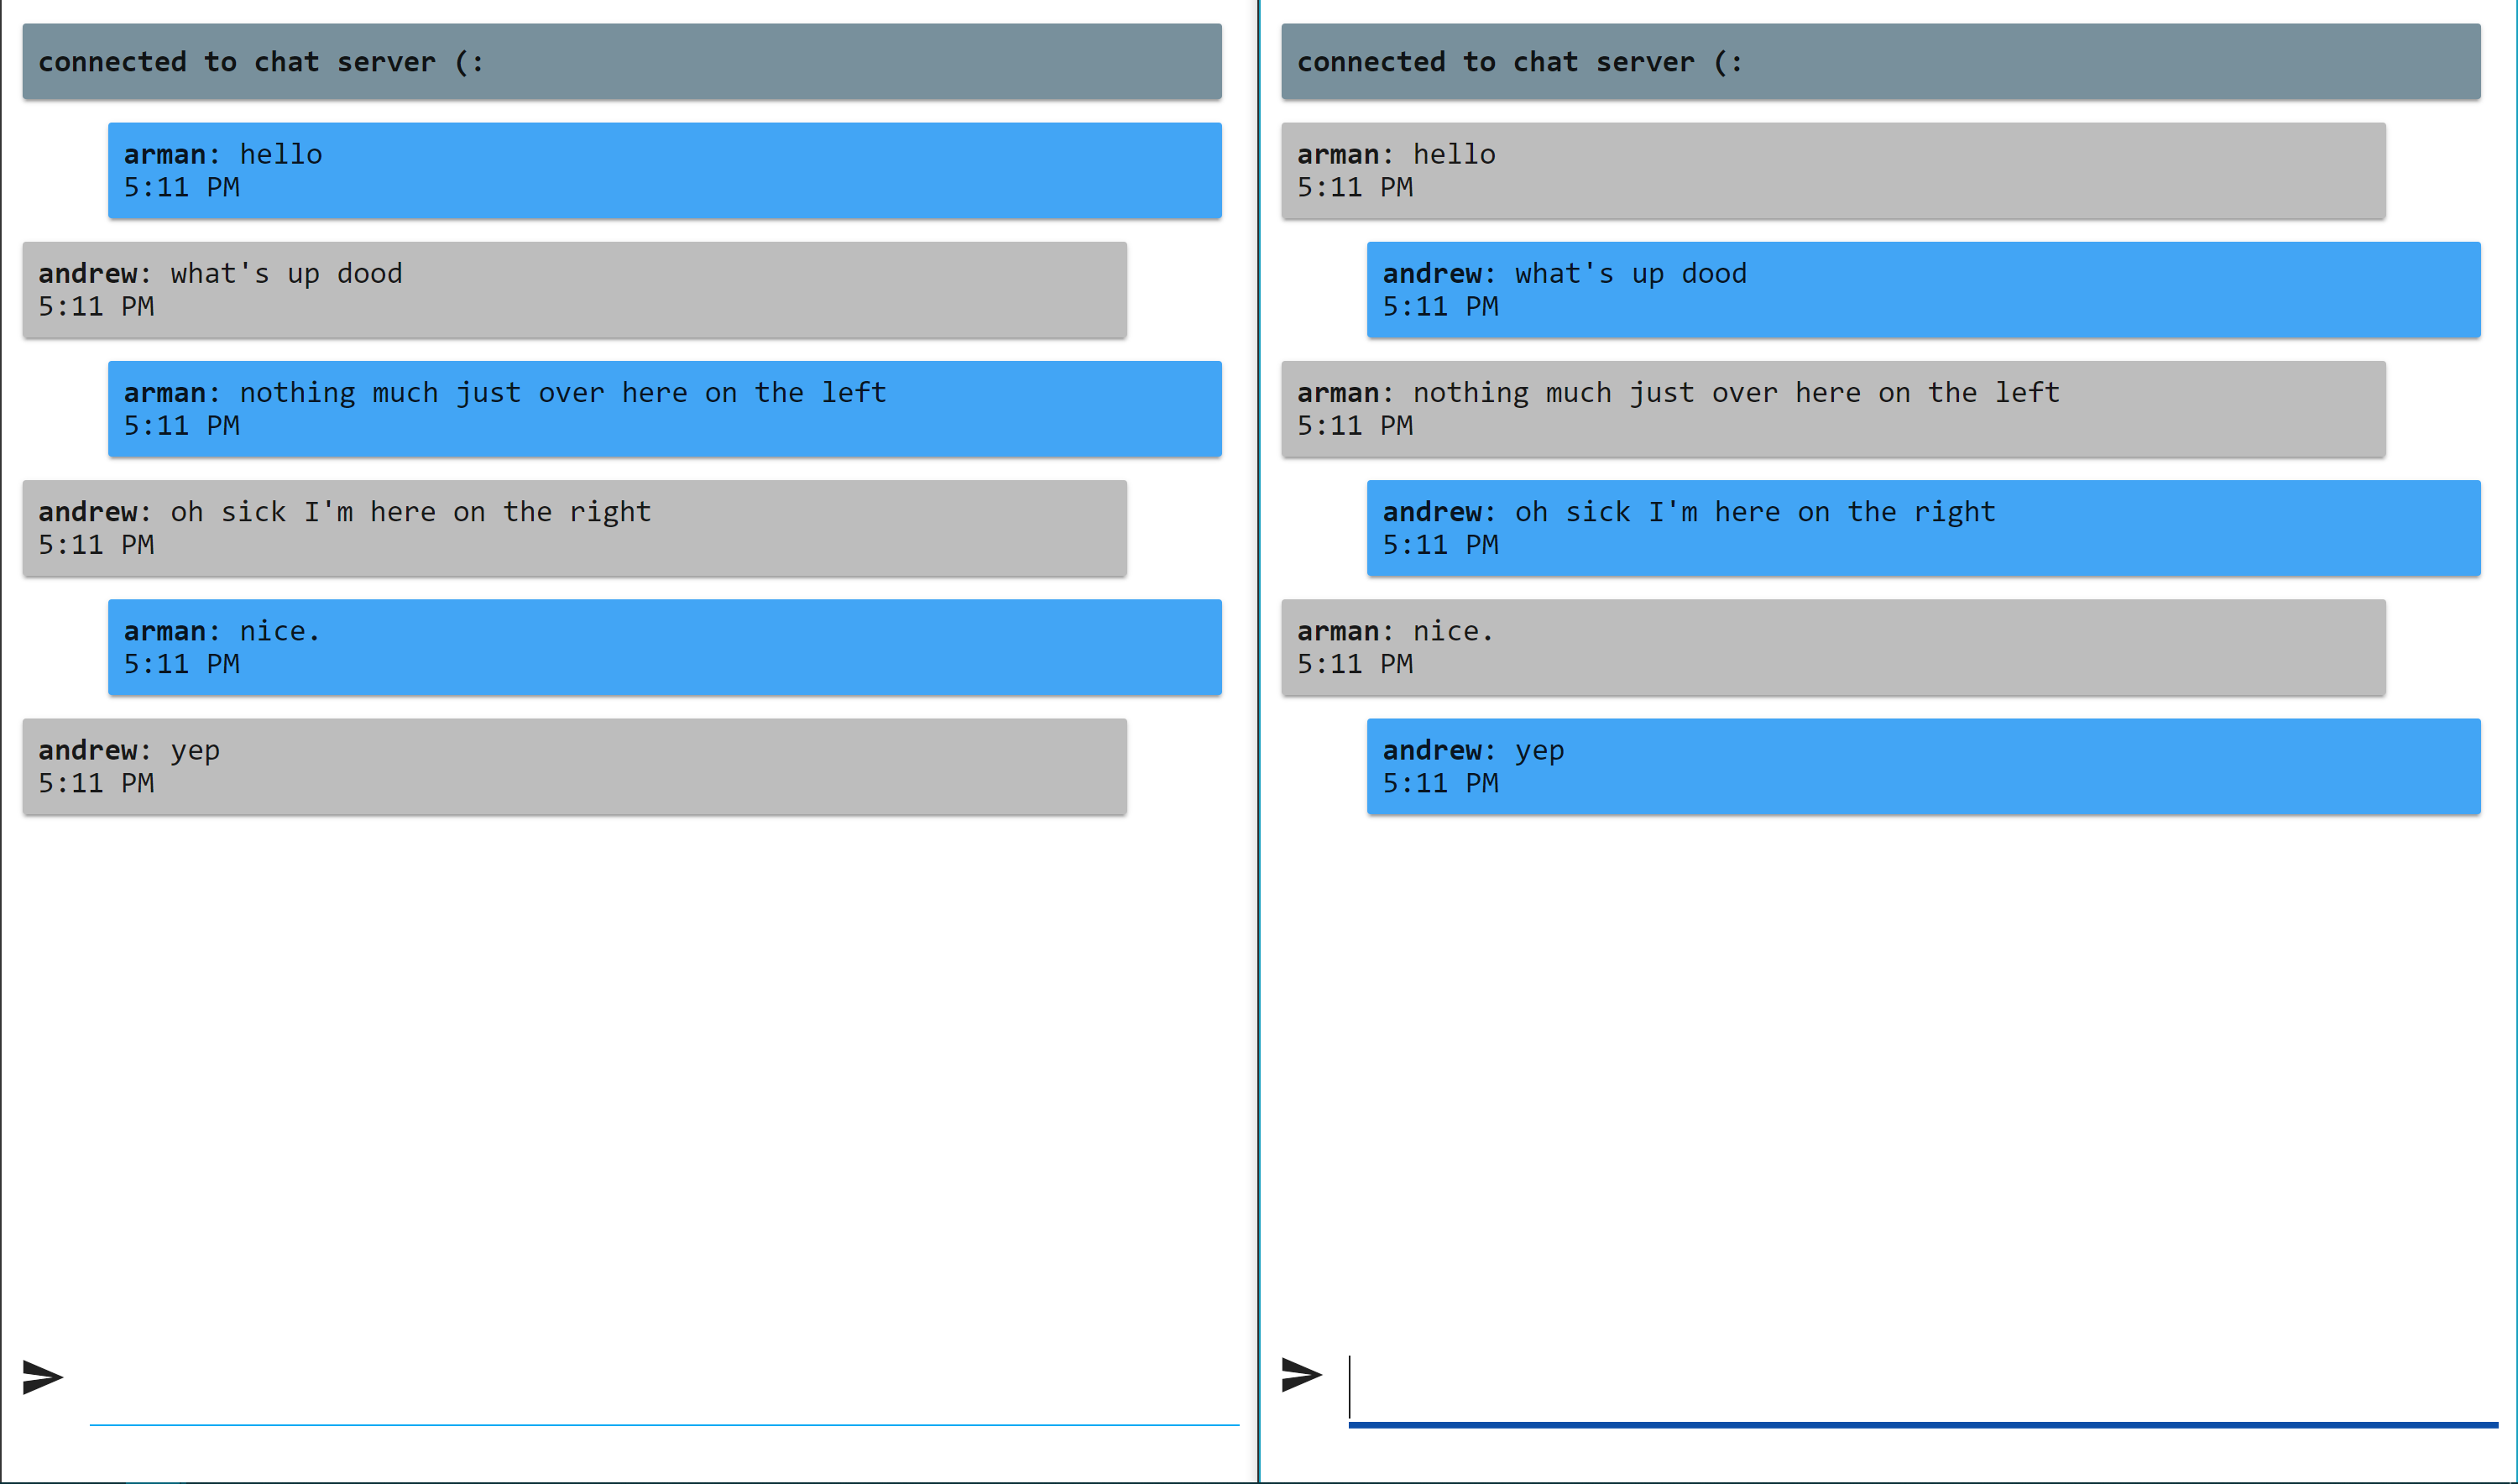 connected to chat server (:
arman: hello
5:11 PM
andrew: what's up dood
5:11 PM
arman: nothing much just over here on the left
5:11 PM
andrew: oh sick I'm here on the right
5:11 PM
arman: nice.
5:11 PM
andrew: yep
5:11 PM
connected to chat server (:
arman: hello
5:11 PM
andrew: what's up dood
5:11 PM
arman: nothing much just over here on the left
5:11 PM
andrew: oh sick I'm here on the right
5:11 PM
arman: nice.
5:11 PM
andrew: yep
5:11 PM